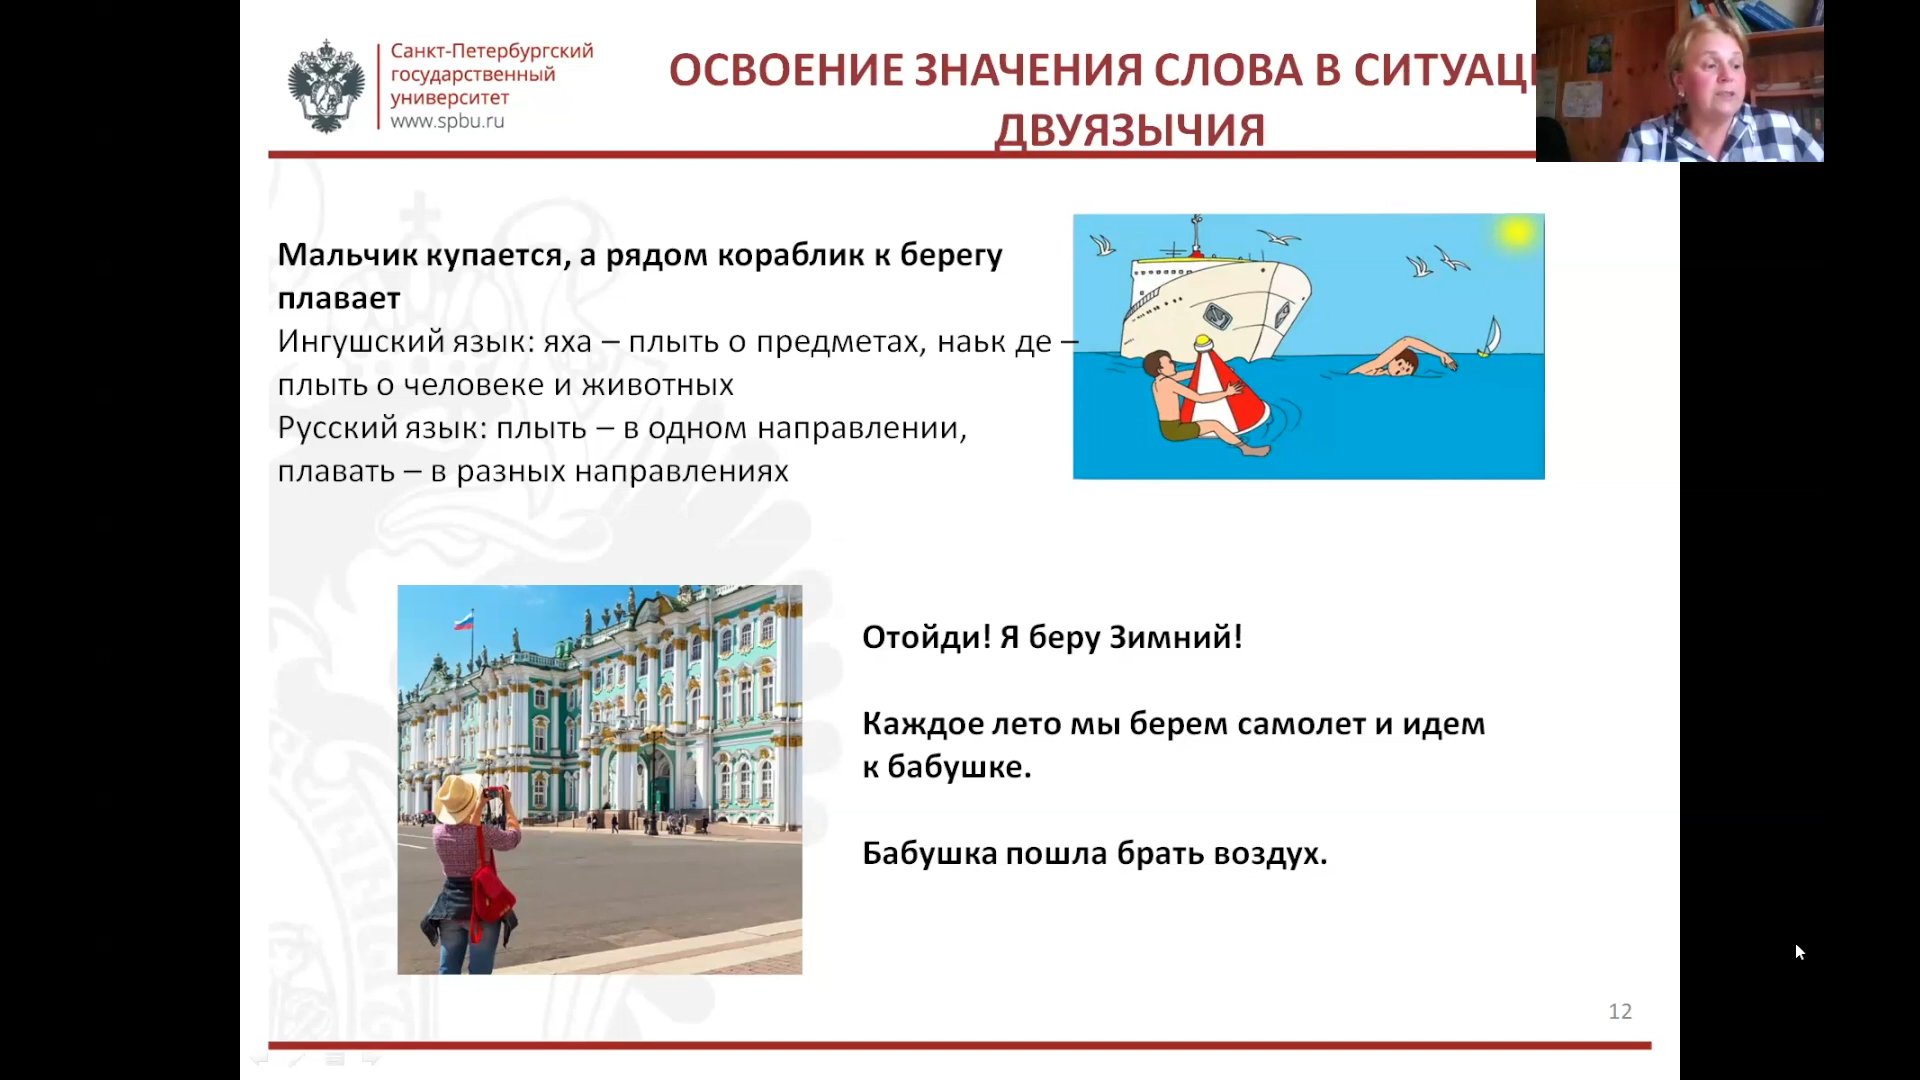 Санкт-Петербургский
государственный
университет
www.spbu.ru
ОСВОЕНИЕ ЗНАЧЕНИЯ СЛОВА В СИТУАЦ
ДВУЯЗЫЧИЯ
Мальчик купается, а рядом кораблик к берегу
плавает
Ингушский язык: яха – плыть о предметах, наьк де –
плыть о человеке и животных
Русский язык: плыть – в одном направлении,
плавать – в разных направлениях
Отойди! Я беру Зимний!
Каждое лето мы берем самолет и идем
к бабушке.
Бабушка пошла брать воздух.
12